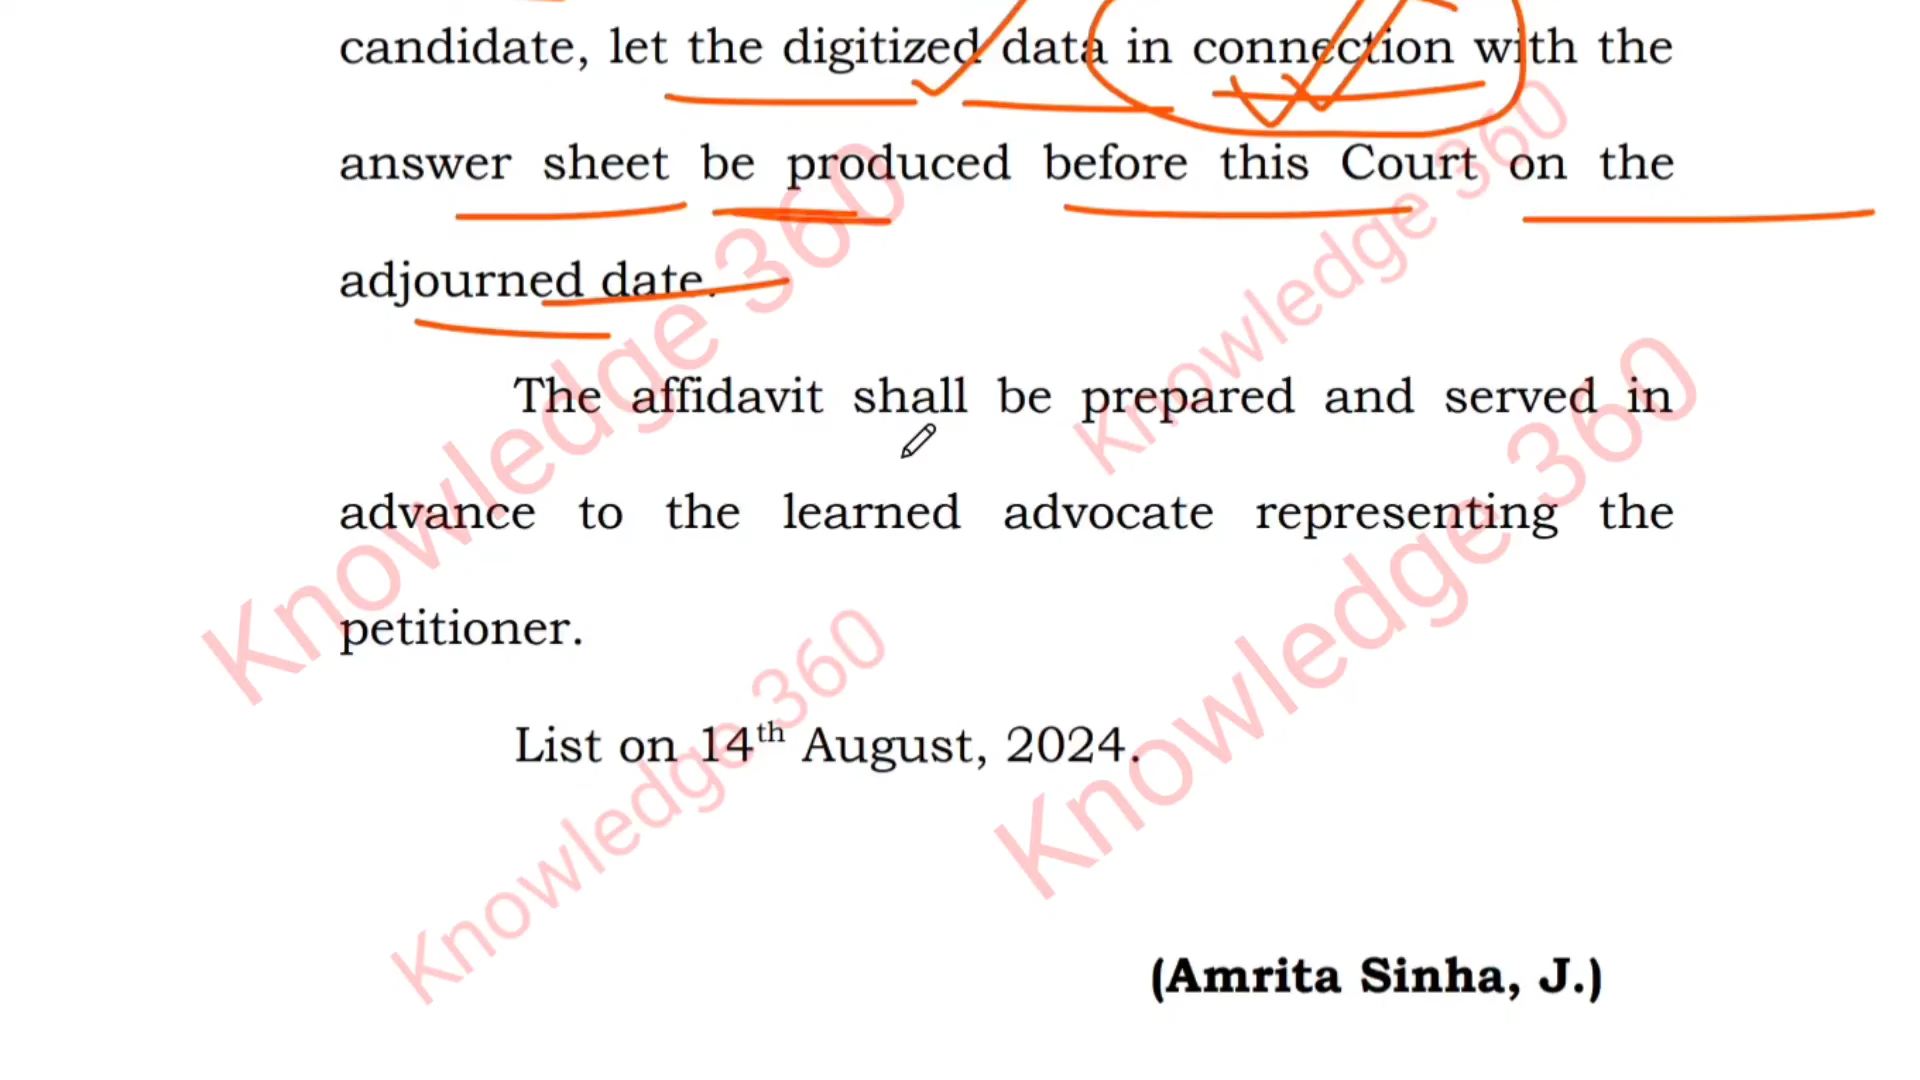 candidate, let the digitized data in connection with the
answer sheet be produced before this Court on the
adjourned date.
The affidavit shall be prepared and served in
advance to the learned advocate representing the
petitioner.
List on 14th August, 2024.
(Amrita Sinha, J.)
Knowledge 360
Knowledge 360
Knowledge 360
Knowledge 360